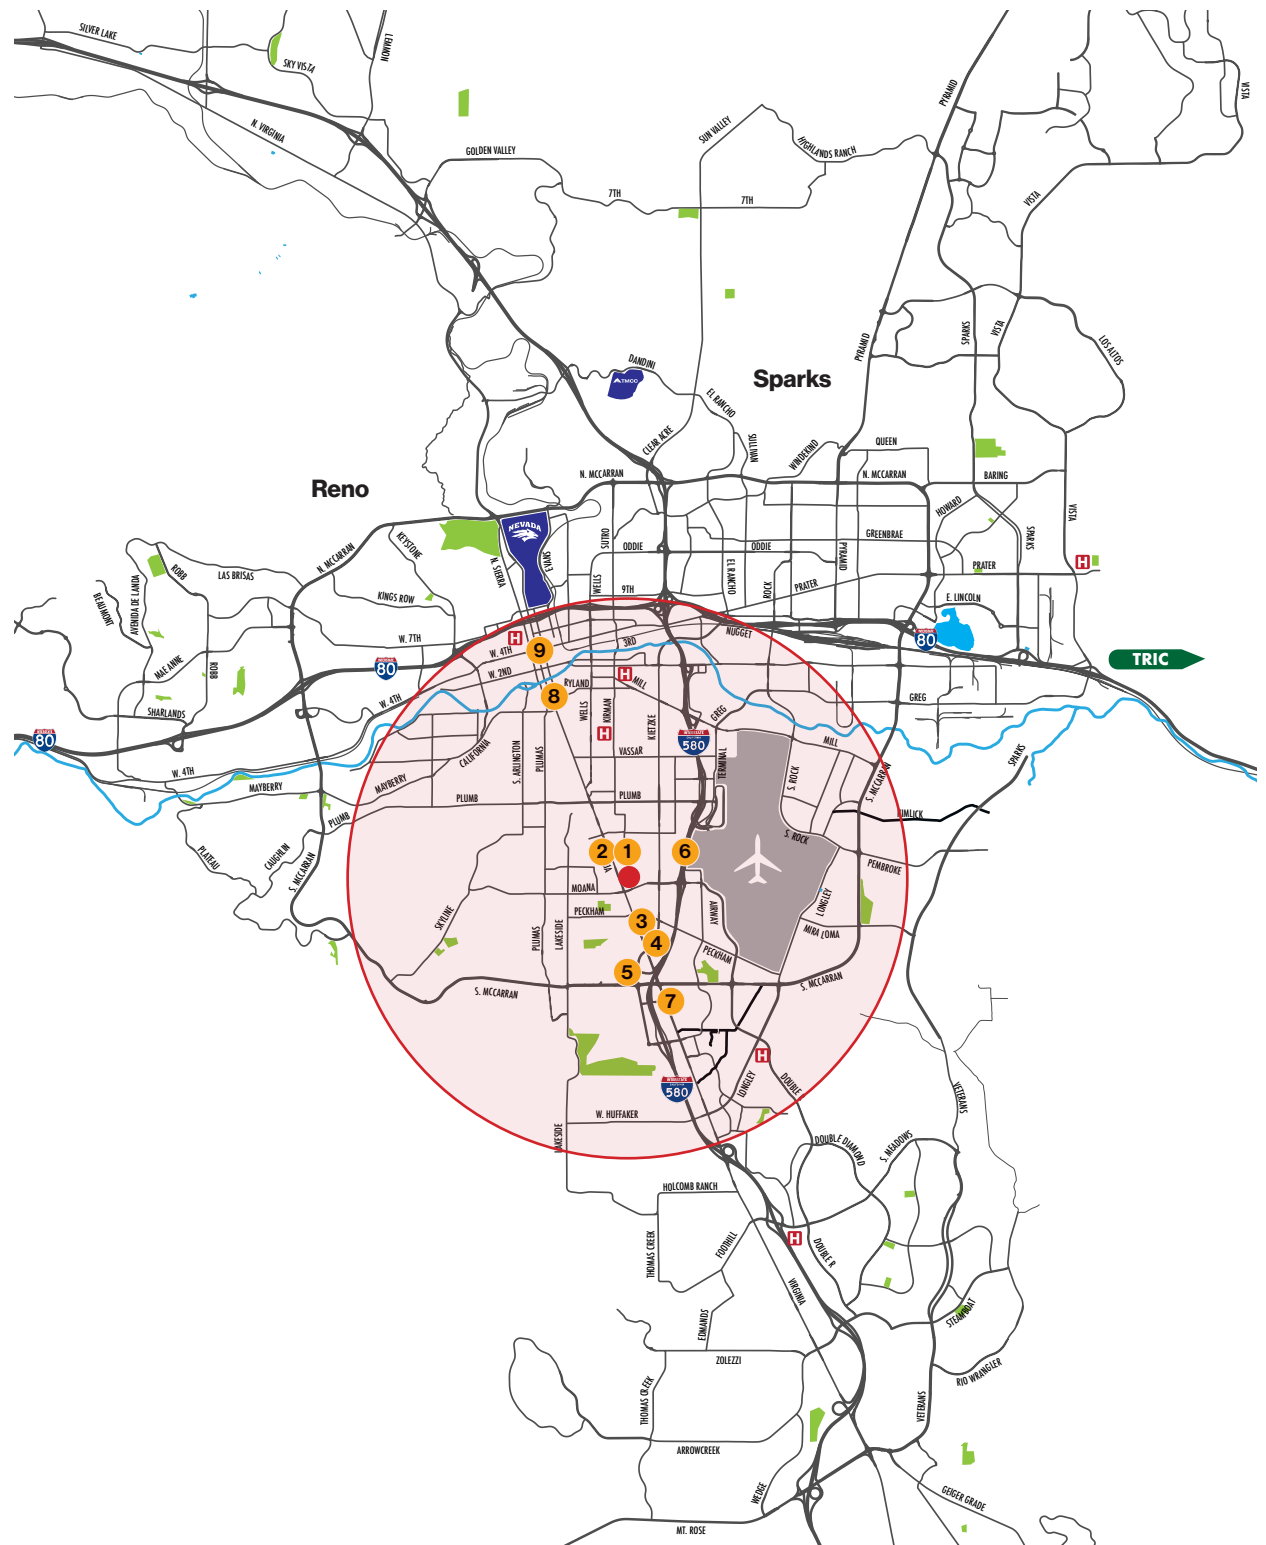 SILVER LAKE
LEMMON
SKY VISTA
N. VIRGINIA
GOLDEN VALLEY
7TH
7TH
SUN VALLEY
HIGHLANDS RANCH
PYRAMID
VISTA
VISTA
PYRAMID
SPARKS
VISTA
LOS ALTOS
DANDINI
TMCC
Sparks
EL RANCHO
CLEAR ACRE
SULLIVAN
WINDEKIND
QUEEN
N. MCCARRAN
N. MCCARRAN
BARING
Reno
HOWARD
VISTA
NEVADA
KEYSTONE
N. MCCARRAN
N. SIERRA
EVANS
SUTRO
ODDIE
ODDIE
GREENBRAE
SPARKS
PYRAMID
PRATER
H
ROBB
LAS BRISAS
BEAUMONT
AVENIDA DE LANDA
KINGS ROW
WELLS
9TH
EL RANCHO
ROCK
PRATER
E. LINCOLN
W. 7TH
H
W. 4TH
9
3RD
NUGGET
80
TRIC
MAE ANNE
ROBB
80
W. 2ND
RYLAND
H
MILL
8
SHARLANDS
W. 4TH
WELLS
KIRMAN
KIETZKE
GREG
GREG
80
H
INTERSTATE
580
MILL
CALIFORNIA
S. ARLINGTON
PLUMAS
VASSAR
TERMINAL
SPARKS
W. 4TH
MAYBERRY
MAYBERRY
S. ROCK
S. MCCARRAN
PLUMB
PLUMB
PLUMB
S. ROCK
PLATEAU
CAUGHLIN
S. MCCARRAN
2
1
6
PEMBROKE
MOANA
LONGLEY
SKYLINE
PECKHAM
3
AIRWAY
MIRA LOMA
PLUMAS
LAKESIDE
4
PECKHAM
5
S. MCCARRAN
S. MCCARRAN
7
H
INTERSTATE
580
LONGLEY
DOUBLE
VETERANS
W. HUFFAKER
LAKESIDE
DOUBLE DIAMOND
S. MEADOWS
HOLCOMB RANCH
THOMAS CREEK
FOOTHILL
H
DOUBLE R
VIRGINIA
EDMANDS
STEAMBOAT
ZOLEZZI
RIO WRANGLER
THOMAS CREEK
VETERANS
ARROWCREEK
WEDGE
GEIGER GRADE
MT. ROSE